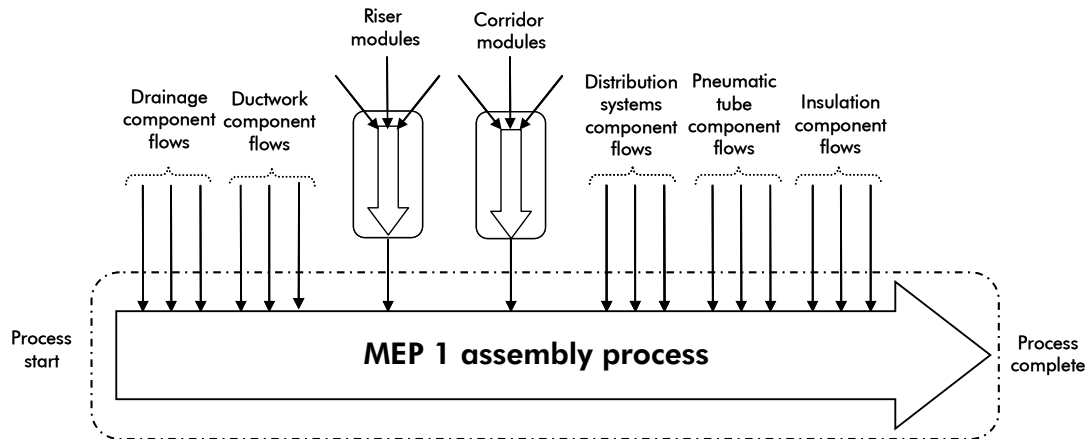 Riser
modules
Corridor
modules
Drainage
component
flows
Ductwork
component
flows
Distribution
systems
component
flows
Pneumatic
tube
component
flows
Insulation
component
flows
Process
start
MEP 1 assembly process
Process
complete